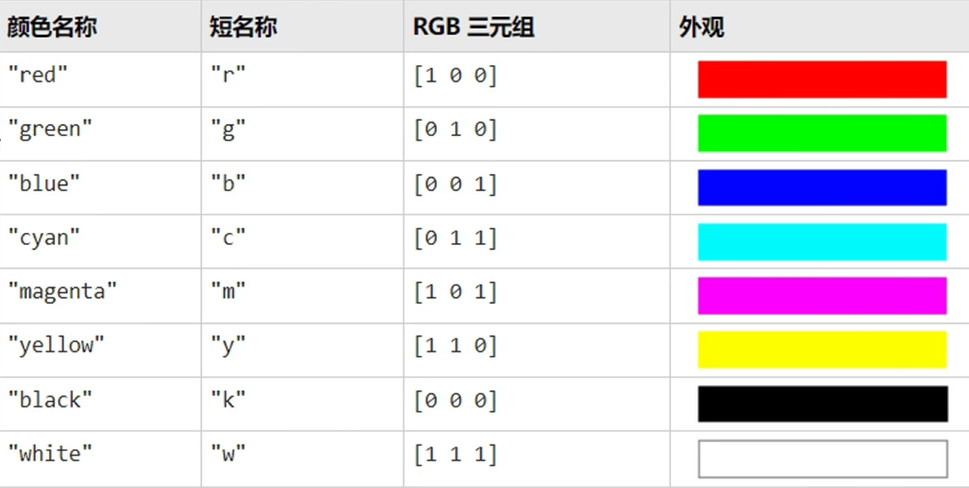 颜色名称 短名称 RGB 三元组 外观
"red" "r" [1 0 0]
"green" "g" [0 1 0]
"blue" "b" [0 0 1]
"cyan" "c" [0 1 1]
"magenta" "m" [1 0 1]
"yellow" "y" [1 1 0]
"black" "k" [0 0 0]
"white" "w" [1 1 1]